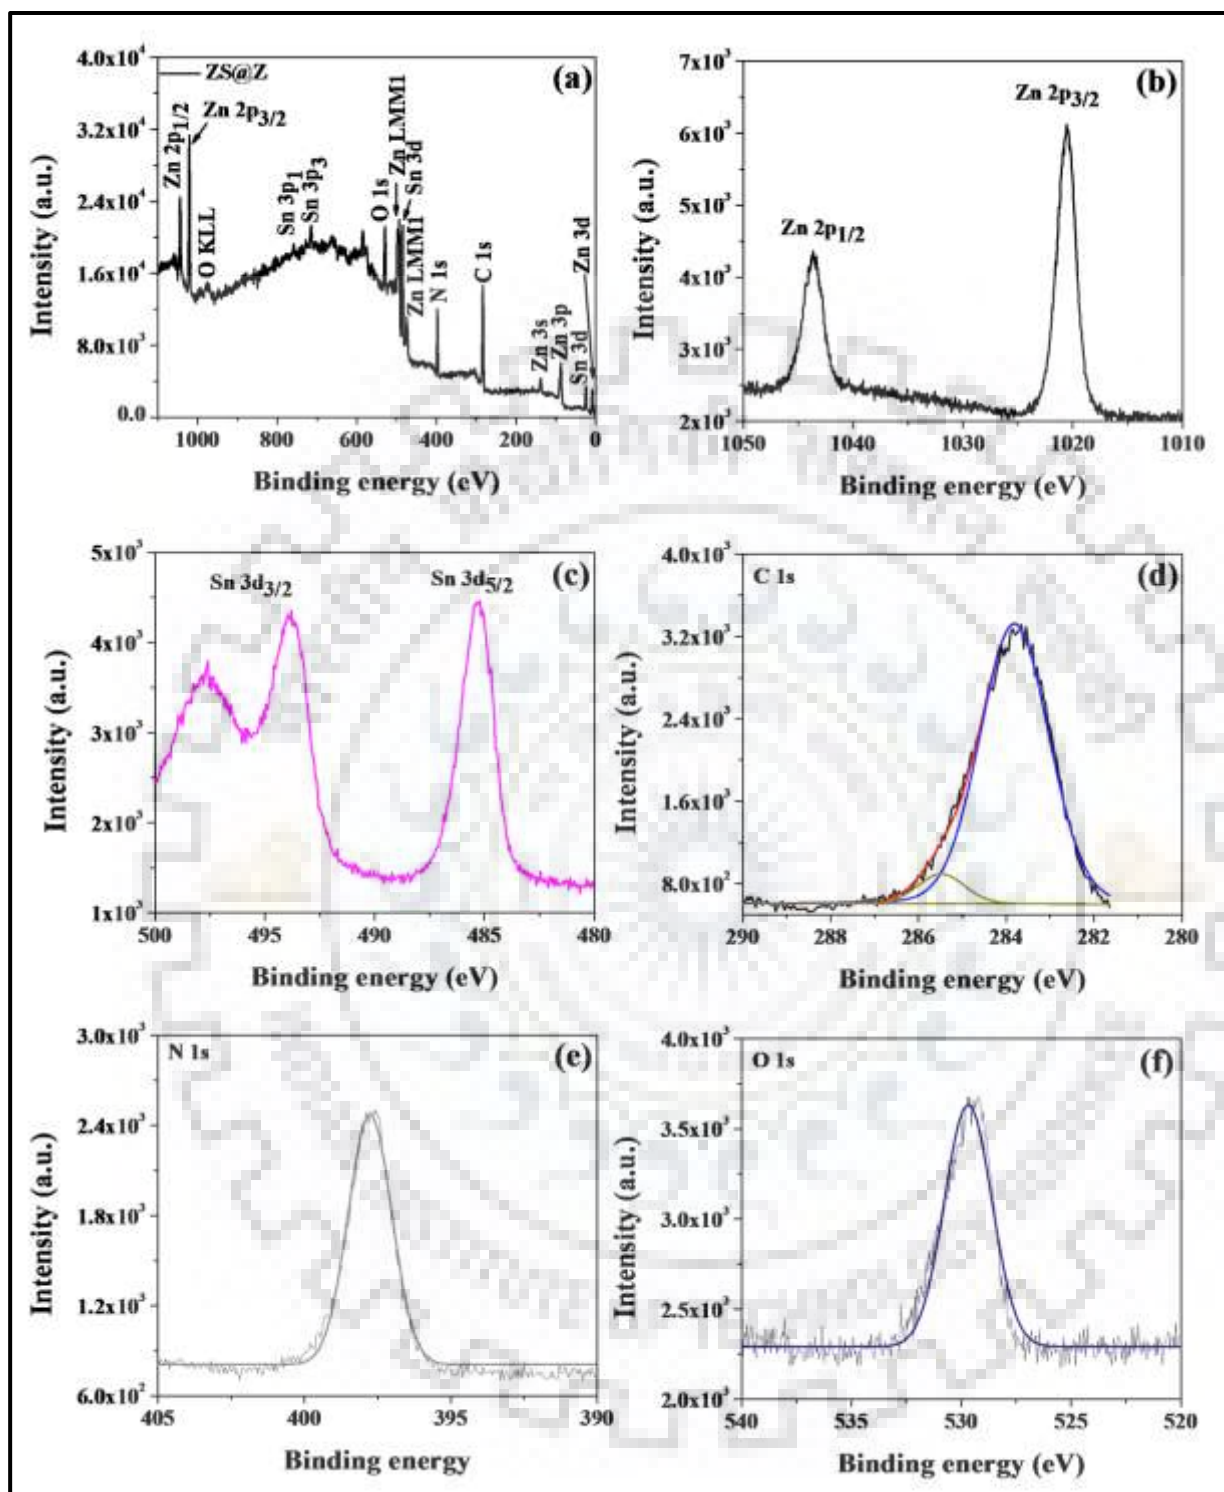 ZS@Z
(a)
Zn 2p1/2
Zn 2p3/2
O KLL
Sn 3p1
Sn 3p3
O 1s
Zn LMM1
Sn 3d
Zn LMM1
N 1s
C 1s
Zn 3s
Zn 3p
Sn 3d
Zn 3d
4.0x10⁴
3.2x10⁴
2.4x10⁴
1.6x10⁴
8.0x10³
0.0
1000 800 600 400 200 0
Intensity (a.u.)
Binding energy (eV)
(b)
Zn 2p3/2
Zn 2p1/2
7x10³
6x10³
5x10³
4x10³
3x10³
2x10³
1050 1040 1030 1020 1010
Intensity (a.u.)
Binding energy (eV)
(c)
Sn 3d3/2
Sn 3d5/2
5x10³
4x10³
3x10³
2x10³
1x10³
500 495 490 485 480
Intensity (a.u.)
Binding energy (eV)
C 1s
(d)
4.0x10³
3.2x10³
2.4x10³
1.6x10³
8.0x10²
290 288 286 284 282 280
Intensity (a.u.)
Binding energy (eV)
N 1s
(e)
3.0x10³
2.4x10³
1.8x10³
1.2x10³
6.0x10²
405 400 395 390
Intensity (a.u.)
Binding energy
O 1s
(f)
4.0x10³
3.5x10³
3.0x10³
2.5x10³
2.0x10³
540 535 530 525 520
Intensity (a.u.)
Binding energy (eV)